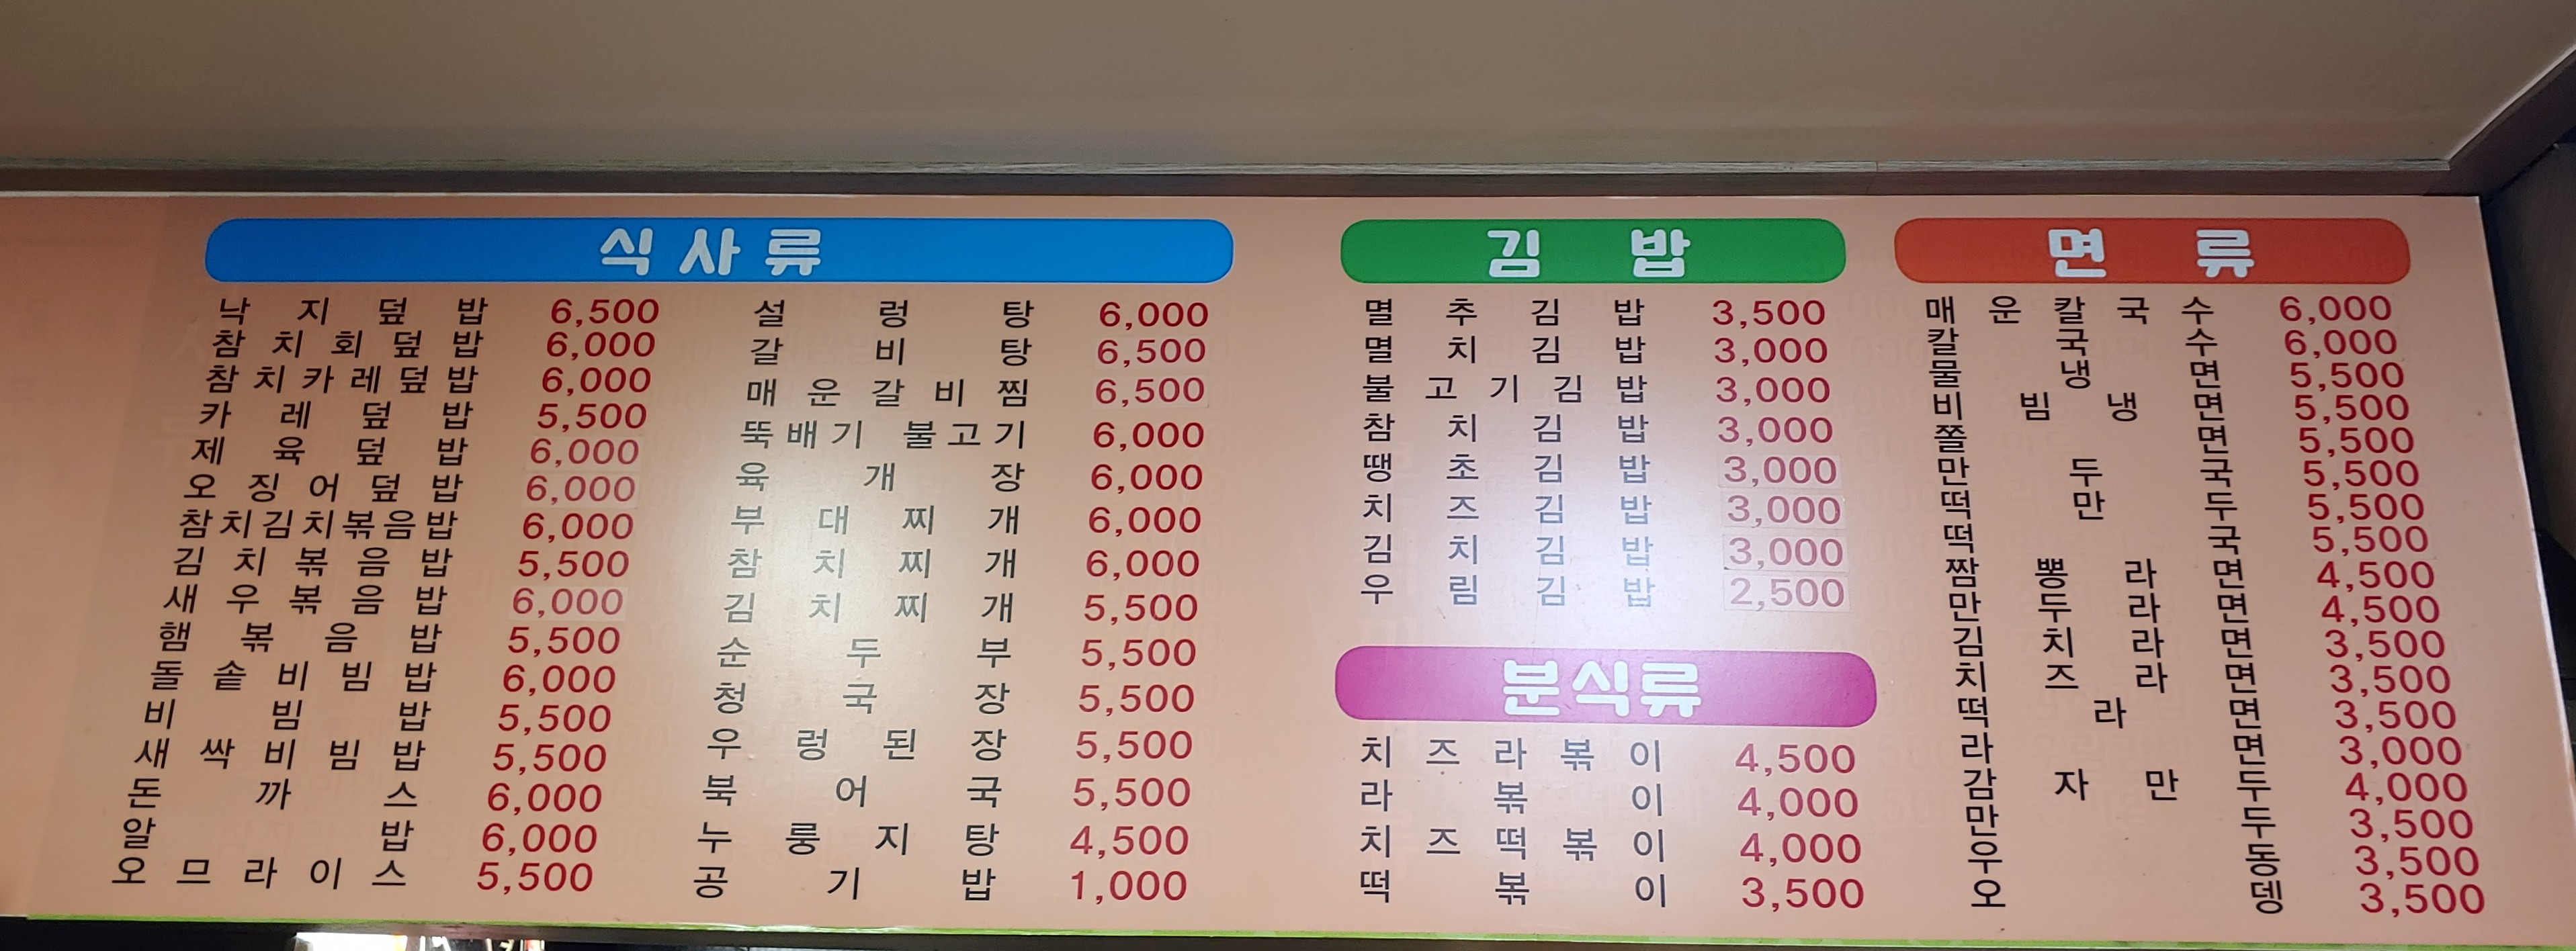 식사류
낙지덮밥 6,500
참치회덮밥 6,000
참치카레덮밥 6,000
카레덮밥 5,500
제육덮밥 6,000
오징어덮밥 6,000
참치김치볶음밥 6,000
김치볶음밥 5,500
새우볶음밥 6,000
햄볶음밥 5,500
돌솥비빔밥 6,000
비빔밥 5,500
새싹비빔밥 5,500
돈까스 6,000
알밥 6,000
오므라이스 5,500
설렁탕 6,000
갈비탕 6,500
매운갈비찜 6,500
뚝배기 불고기 6,000
육개장 6,000
부대찌개 6,000
참치찌개 6,000
김치찌개 5,500
순두부 5,500
청국장 5,500
우렁된장 5,500
북어국 5,500
누룽지탕 4,500
공기밥 1,000
김밥
멸추김밥 3,500
멸치김밥 3,000
불고기김밥 3,000
참치김밥 3,000
땡초김밥 3,000
치즈김밥 3,000
김치김밥 3,000
우림김밥 2,500
분식류
치즈라볶이 4,500
라볶이 4,000
치즈떡볶이 4,000
떡볶이 3,500
면류
매운칼국수 6,000
칼국수 6,000
물냉면 5,500
비빔냉면 5,500
쫄면 5,500
만두국 5,500
떡만두 5,500
떡국 5,500
짬뽕라면 4,500
만두라면 4,500
김치라면 3,500
치즈라면 3,500
떡라면 3,500
라면 3,000
감자만두 4,000
만두 3,500
우동 3,500
오뎅 3,500